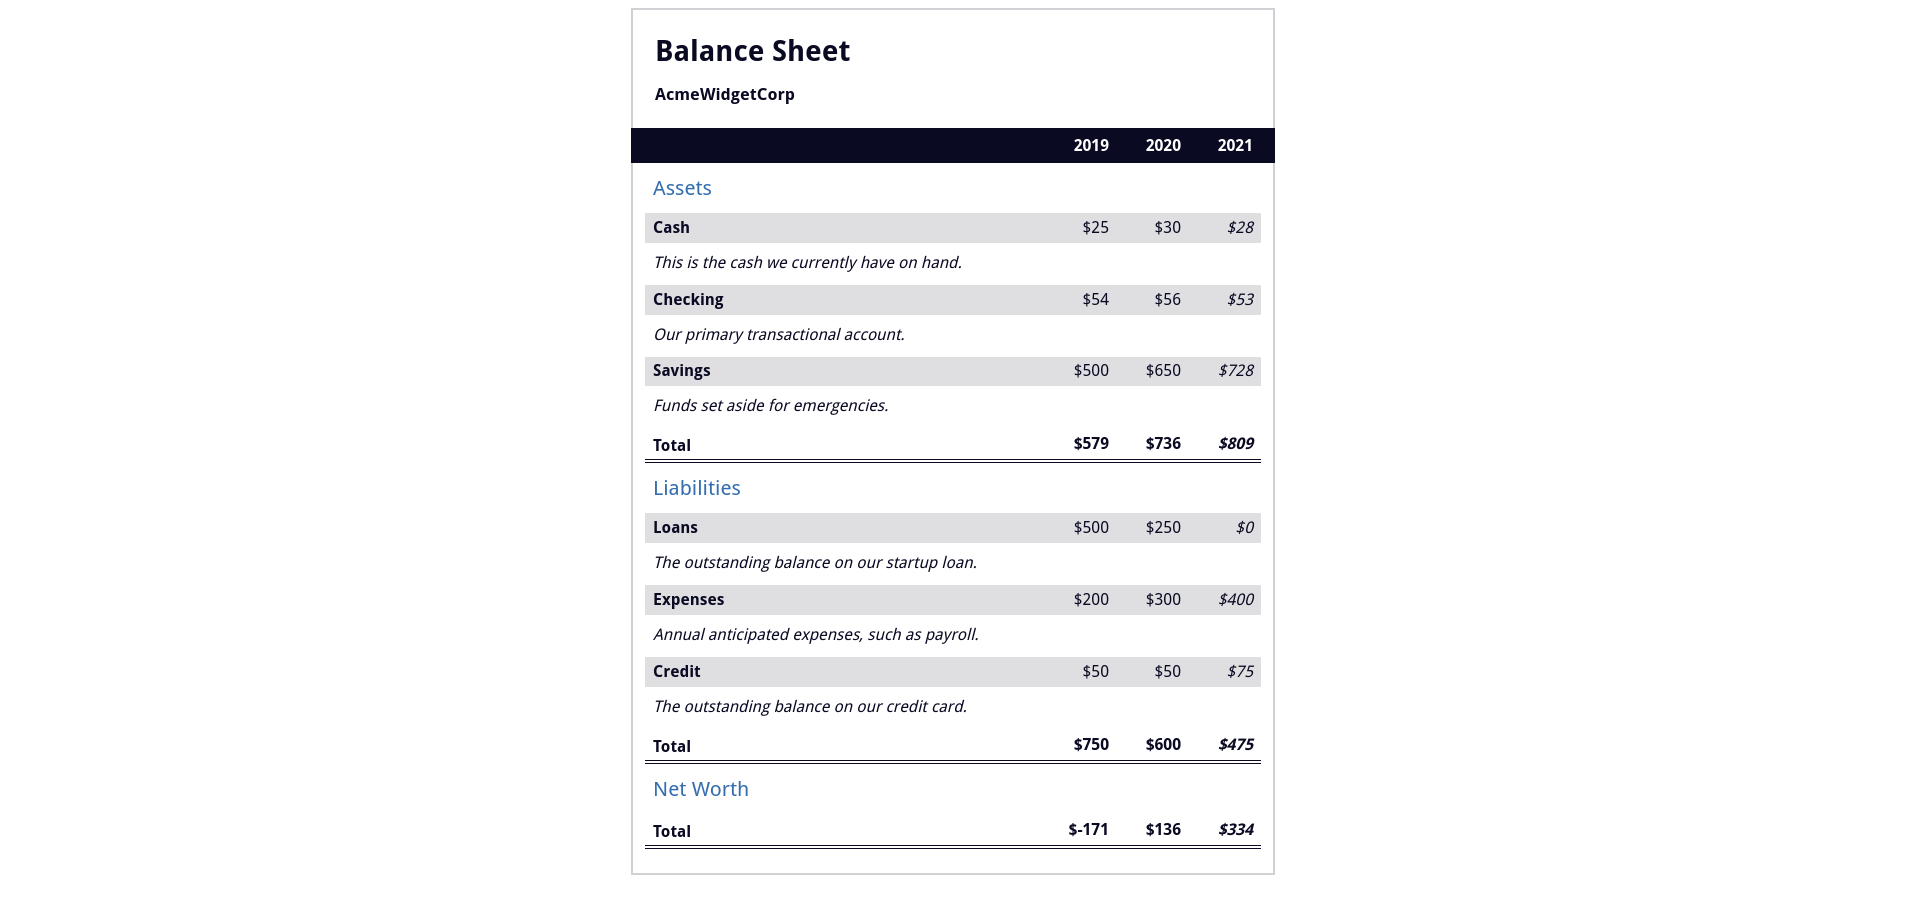 Balance Sheet
AcmeWidgetCorp
2019 2020 2021
Assets
Cash $25 $30 $28
This is the cash we currently have on hand.
Checking $54 $56 $53
Our primary transactional account.
Savings $500 $650 $728
Funds set aside for emergencies.
Total $579 $736 $809
Liabilities
Loans $500 $250 $0
The outstanding balance on our startup loan.
Expenses $200 $300 $400
Annual anticipated expenses, such as payroll.
Credit $50 $50 $75
The outstanding balance on our credit card.
Total $750 $600 $475
Net Worth
Total $-171 $136 $334